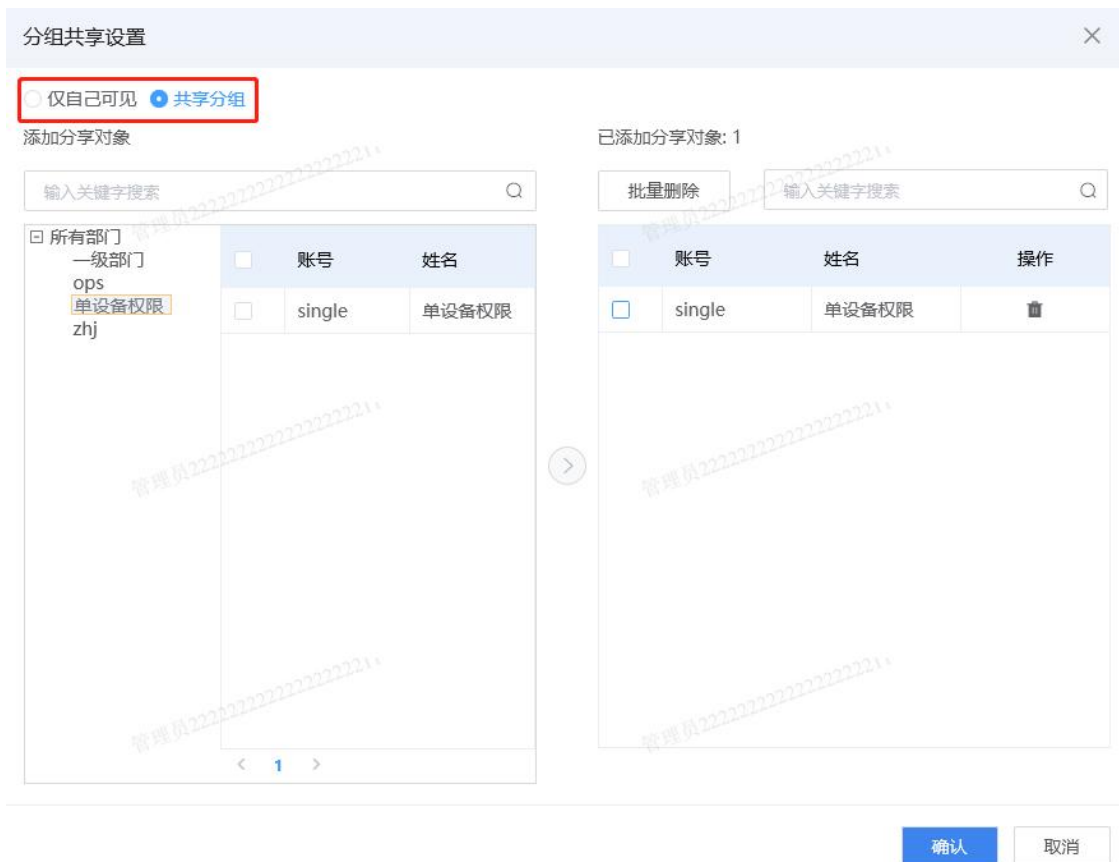 分组共享设置
仅自己可见 共享分组
添加分享对象
已添加分享对象: 1
输入关键字搜索
批量删除
输入关键字搜索
所有部门
一级部门
ops
单设备权限
zhj
账号 姓名
single 单设备权限
1
账号 姓名 操作
single 单设备权限
确认 取消